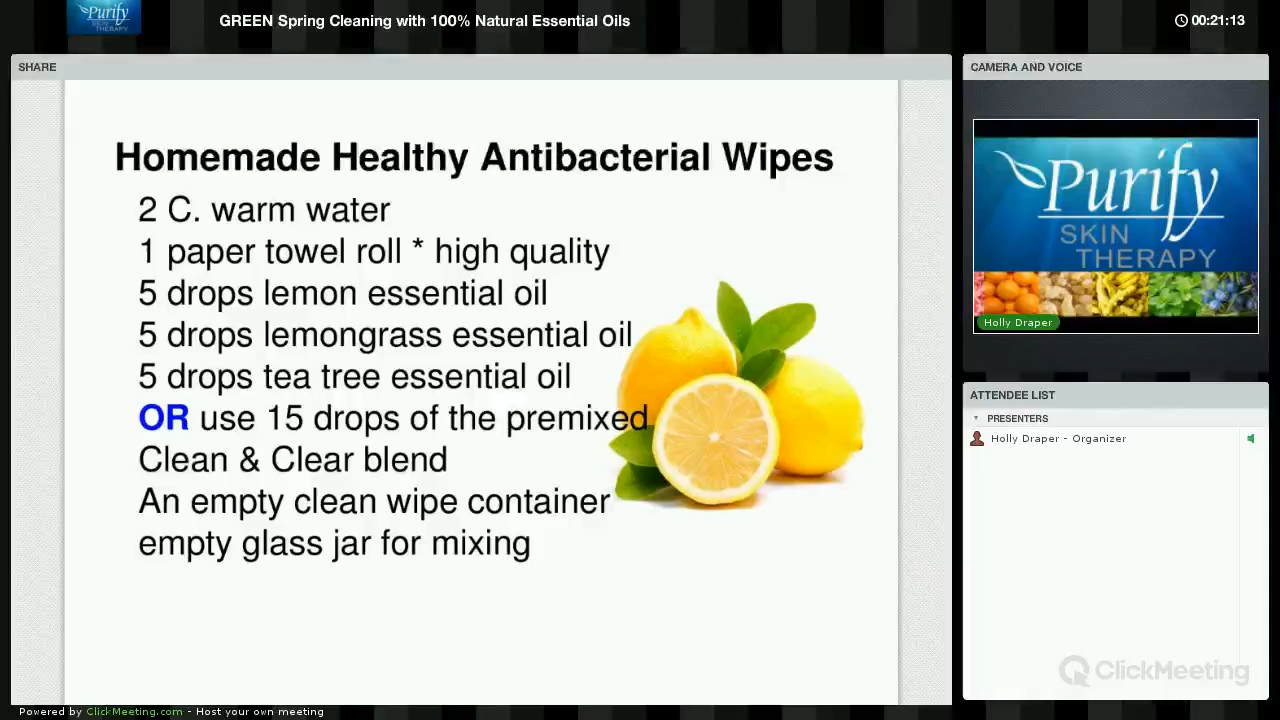 Purify
SKIN
THERAPY
GREEN Spring Cleaning with 100% Natural Essential Oils
00:21:13
SHARE
Homemade Healthy Antibacterial Wipes
2 C. warm water
1 paper towel roll * high quality
5 drops lemon essential oil
5 drops lemongrass essential oil
5 drops tea tree essential oil
OR use 15 drops of the premixed
Clean & Clear blend
An empty clean wipe container
empty glass jar for mixing
CAMERA AND VOICE
Purify
SKIN
THERAPY
Holly Draper
ATTENDEE LIST
PRESENTERS
Holly Draper - Organizer
ClickMeeting
Powered by ClickMeeting.com - Host your own meeting